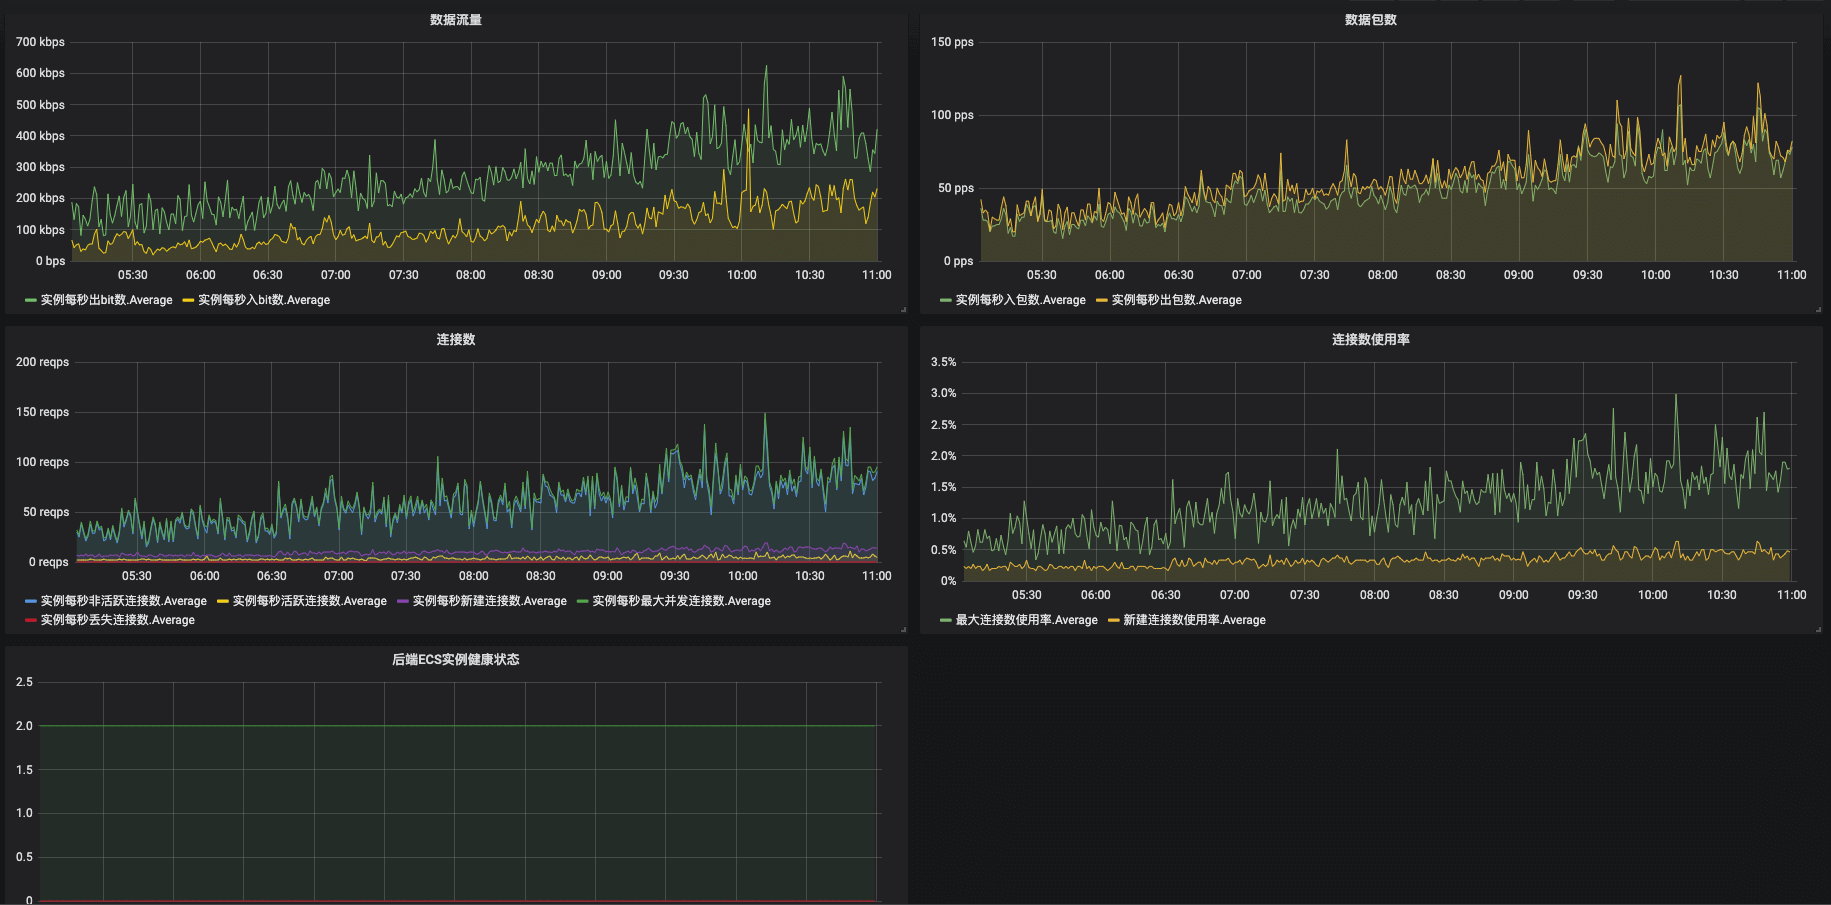 数据流量
700 kbps
600 kbps
500 kbps
400 kbps
300 kbps
200 kbps
100 kbps
0 bps
05:30 06:00 06:30 07:00 07:30 08:00 08:30 09:00 09:30 10:00 10:30 11:00
实例每秒出bit数.Average 实例每秒入bit数.Average
数据包数
150 pps
100 pps
50 pps
0 pps
05:30 06:00 06:30 07:00 07:30 08:00 08:30 09:00 09:30 10:00 10:30 11:00
实例每秒入包数.Average 实例每秒出包数.Average
连接数
200 reqps
150 reqps
100 reqps
50 reqps
0 reqps
05:30 06:00 06:30 07:00 07:30 08:00 08:30 09:00 09:30 10:00 10:30 11:00
实例每秒非活跃连接数.Average 实例每秒活跃连接数.Average 实例每秒新建连接数.Average 实例每秒最大并发连接数.Average
实例每秒丢失连接数.Average
连接数使用率
3.5%
3.0%
2.5%
2.0%
1.5%
1.0%
0.5%
0%
05:30 06:00 06:30 07:00 07:30 08:00 08:30 09:00 09:30 10:00 10:30 11:00
最大连接数使用率.Average 新建连接数使用率.Average
后端ECS实例健康状态
2.5
2.0
1.5
1.0
0.5
0